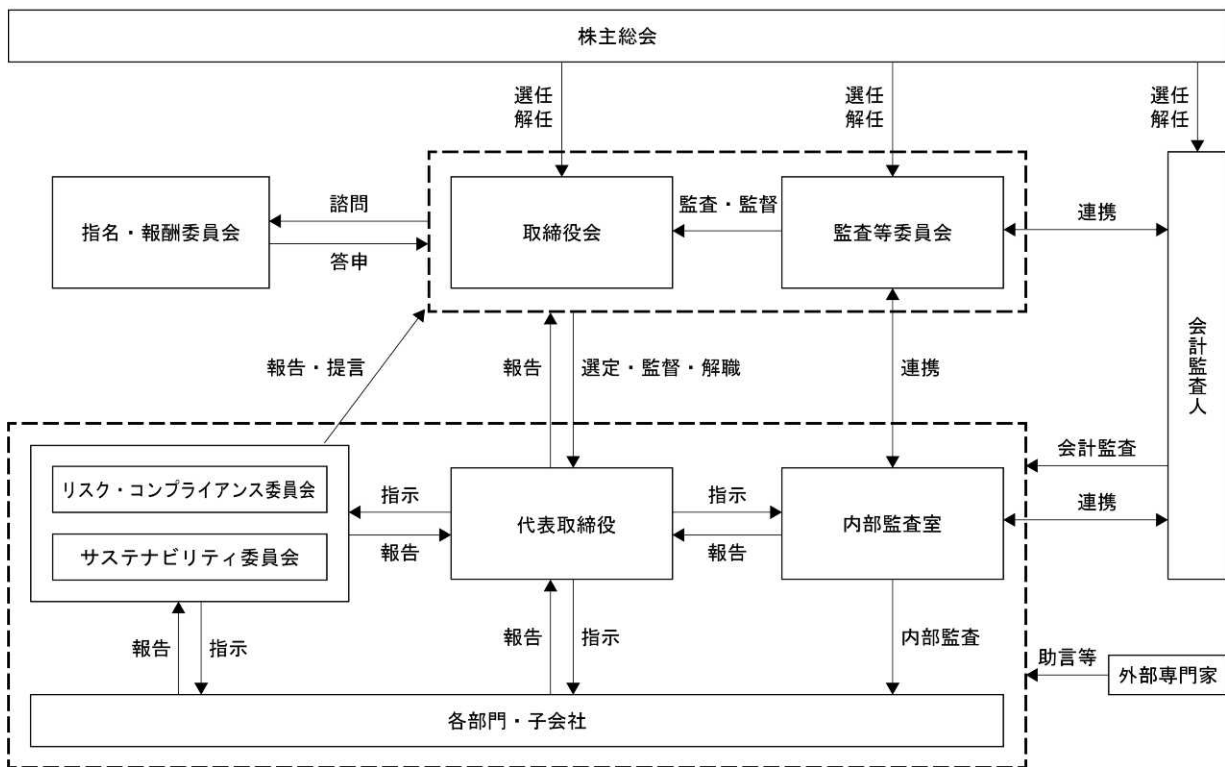 株主総会
選任
解任
選任
解任
選任
解任
指名・報酬委員会
諮問
答申
取締役会
監査・監督
監査等委員会
連携
会計監査人
報告・提言
報告
選定・監督・解職
連携
リスク・コンプライアンス委員会
サステナビリティ委員会
指示
報告
代表取締役
指示
報告
内部監査室
会計監査
連携
報告
指示
報告
指示
内部監査
助言等
外部専門家
各部門・子会社